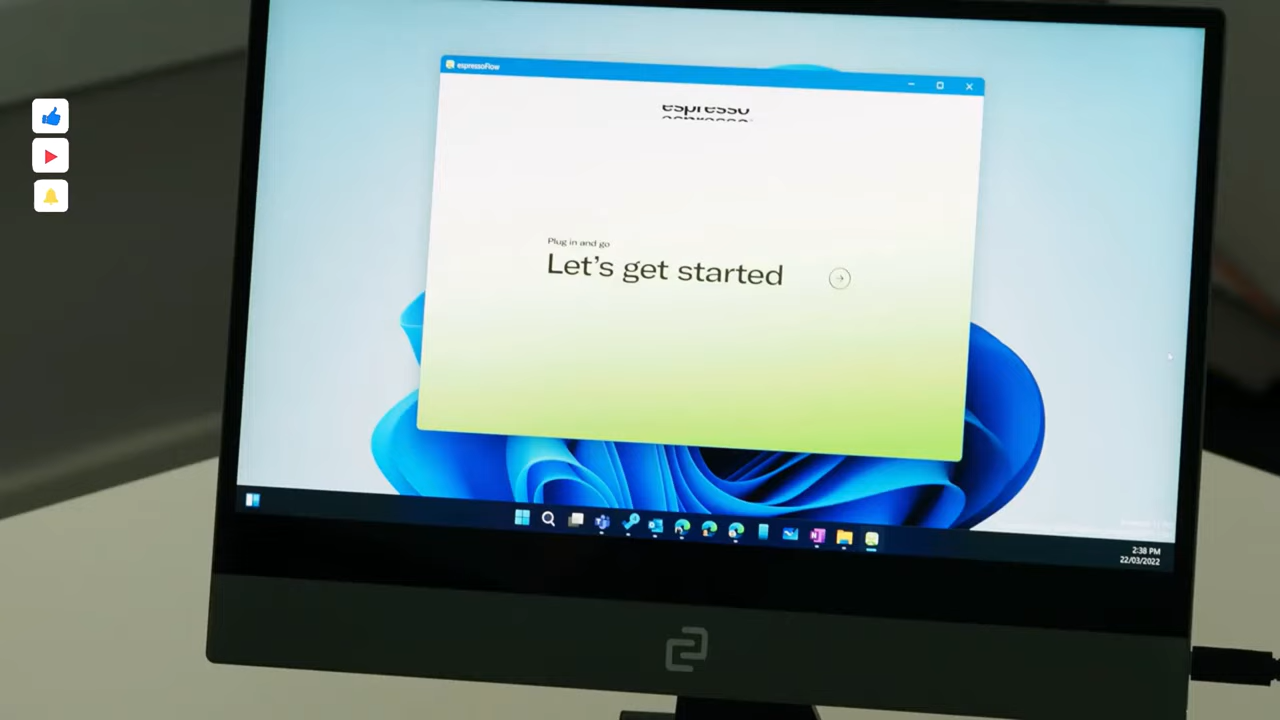 espressoFlow
espresso
Plug in and go
Let's get started
2:38 PM
22/03/2022